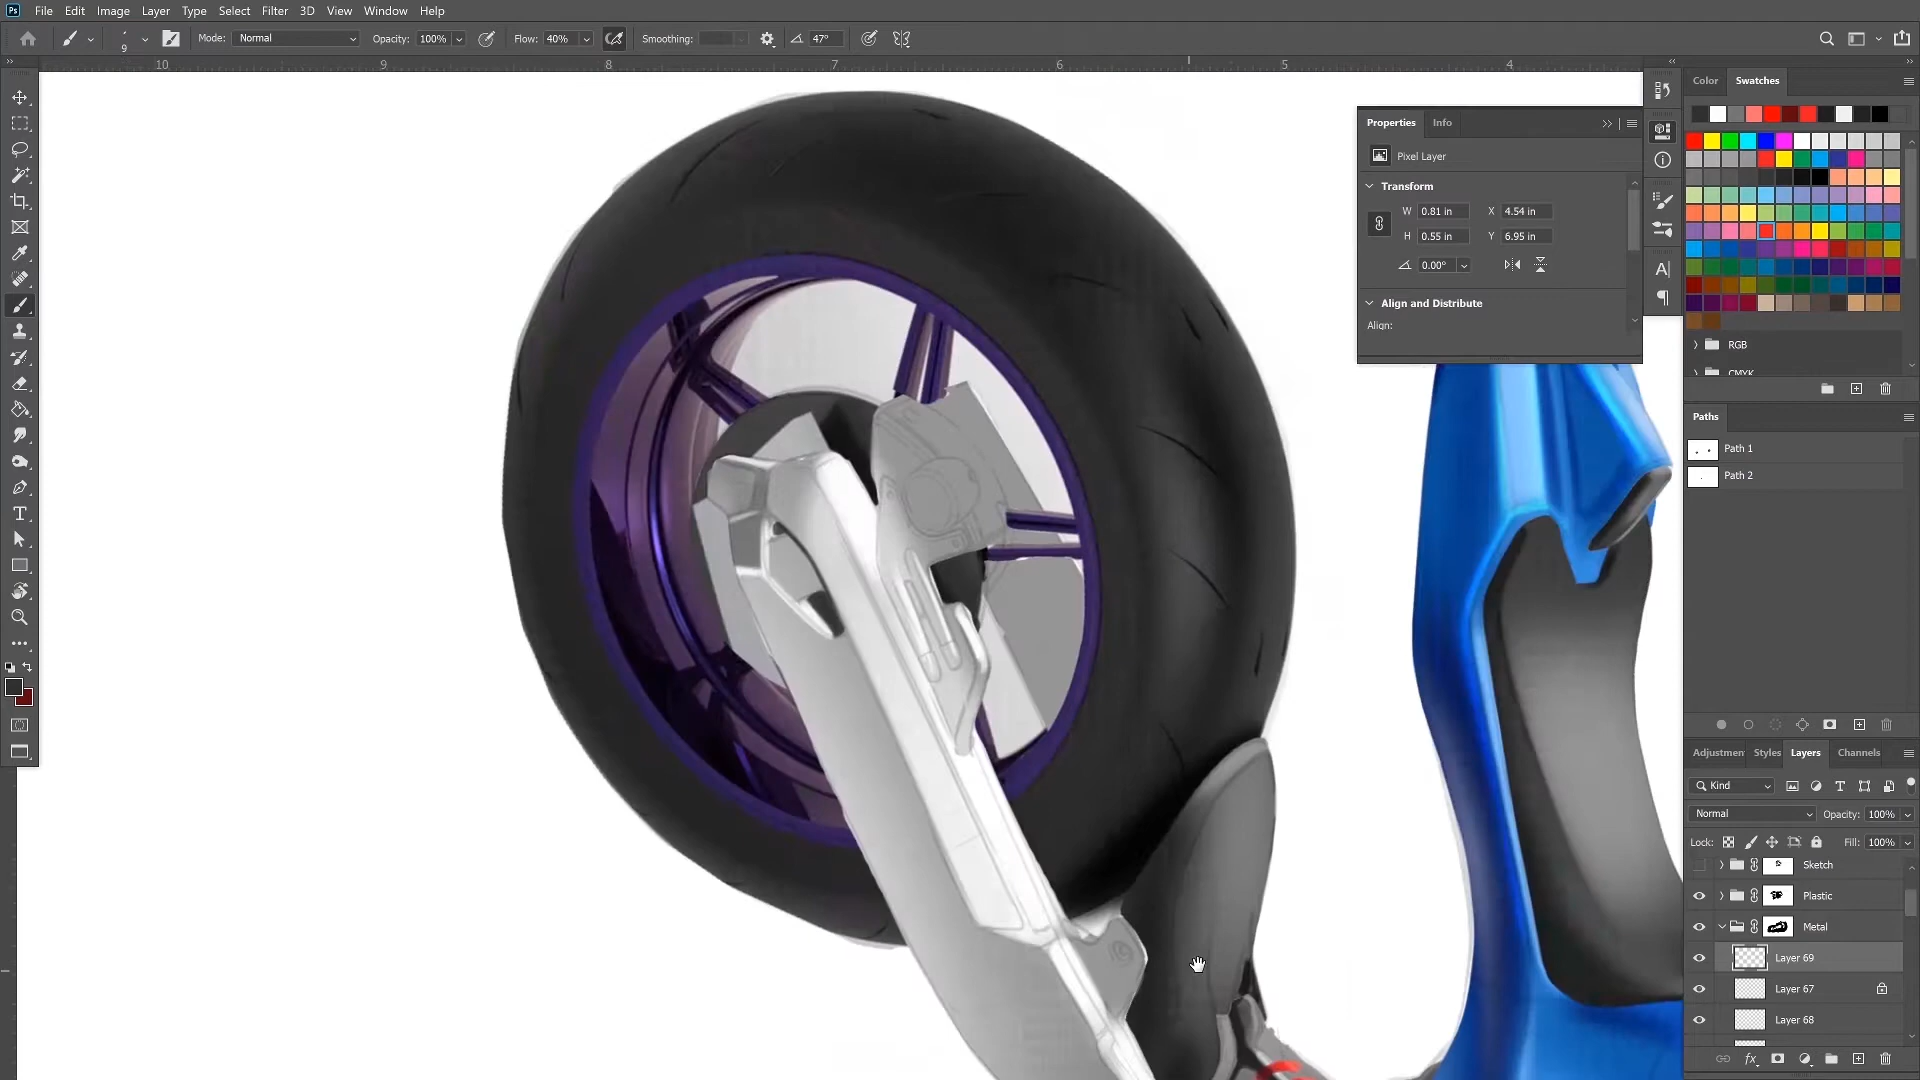 Ps File Edit Image Layer Type Select Filter 3D View Window Help
9 Mode: Normal Opacity: 100% Flow: 40% Smoothing: 47°
10 9 8 7 6 5 4
Color Swatches
Properties Info
Pixel Layer
Transform
W 0.81 in X 4.54 in
H 0.55 in Y 6.95 in
0.00°
Align and Distribute
Align:
RGB
CMYK
Paths
Path 1
Path 2
Adjustmen Styles Layers Channels
Kind
Normal Opacity: 100%
Lock: Fill: 100%
Sketch
Plastic
Metal
Layer 69
Layer 67
Layer 68